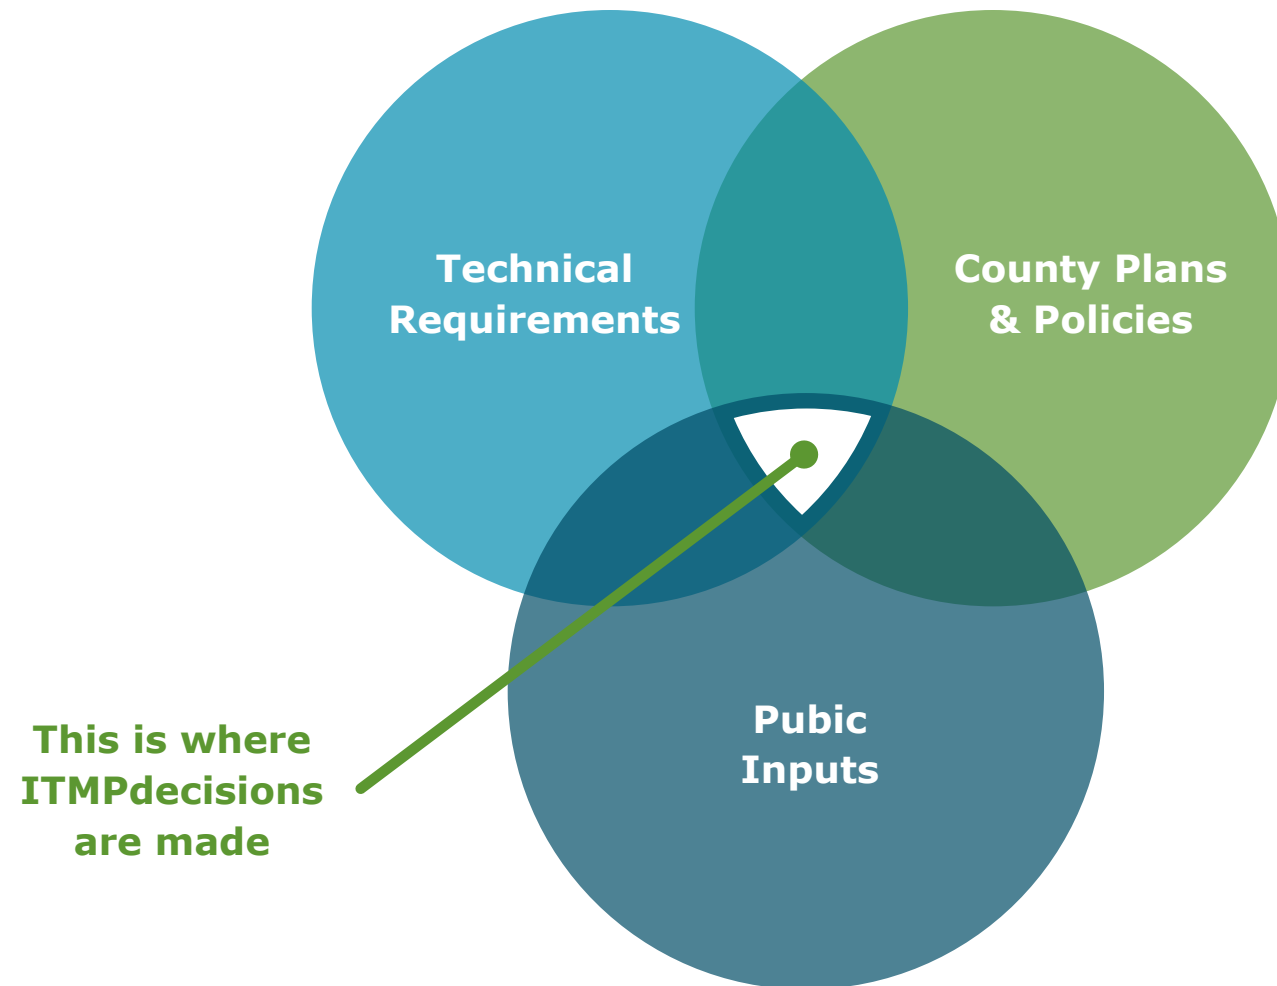 Technical
Requirements
County Plans
& Policies
Pubic
Inputs
This is where
ITMPdecisions
are made